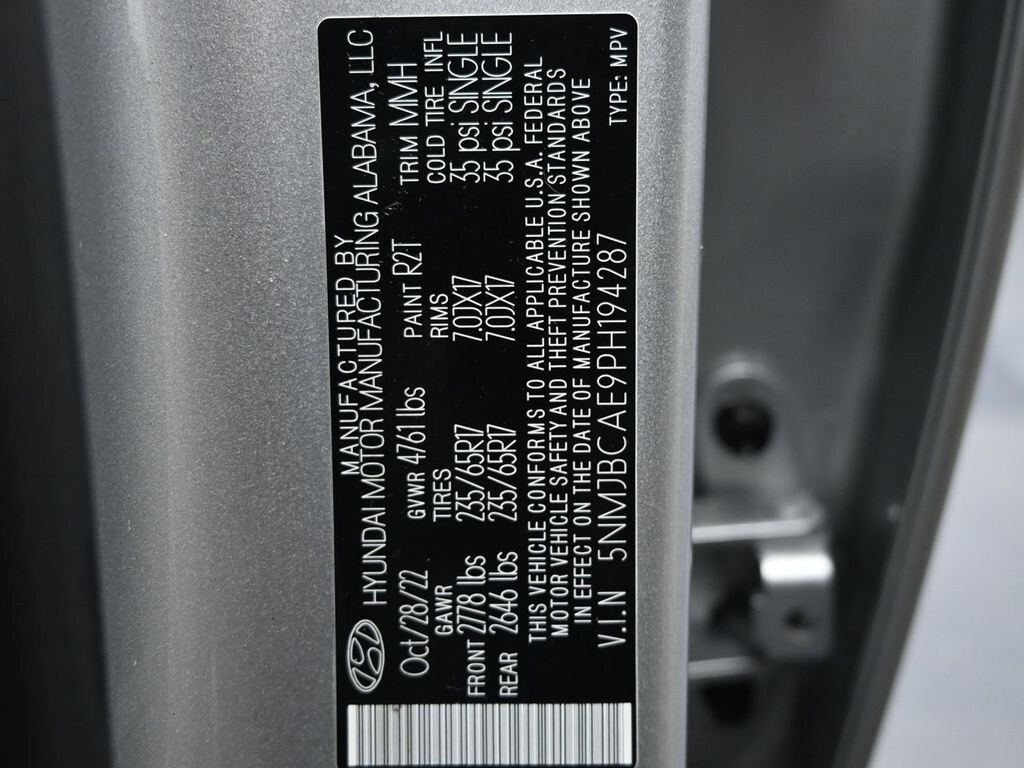 MANUFACTURED BY
HYUNDAI MOTOR MANUFACTURING ALABAMA, LLC
Oct/28/22 GVWR 4761 lbs PAINT R2T TRIM MMH
GAWR TIRES RIMS COLD TIRE INFL
FRONT 2778 lbs 235/65R17 7.0JX17 35 psi SINGLE
REAR 2646 lbs 235/65R17 7.0JX17 35 psi SINGLE
THIS VEHICLE CONFORMS TO ALL APPLICABLE U.S.A. FEDERAL
MOTOR VEHICLE SAFETY AND THEFT PREVENTION STANDARDS
IN EFFECT ON THE DATE OF MANUFACTURE SHOWN ABOVE
V.I.N 5NMJBCAE9PH194287 TYPE: MPV